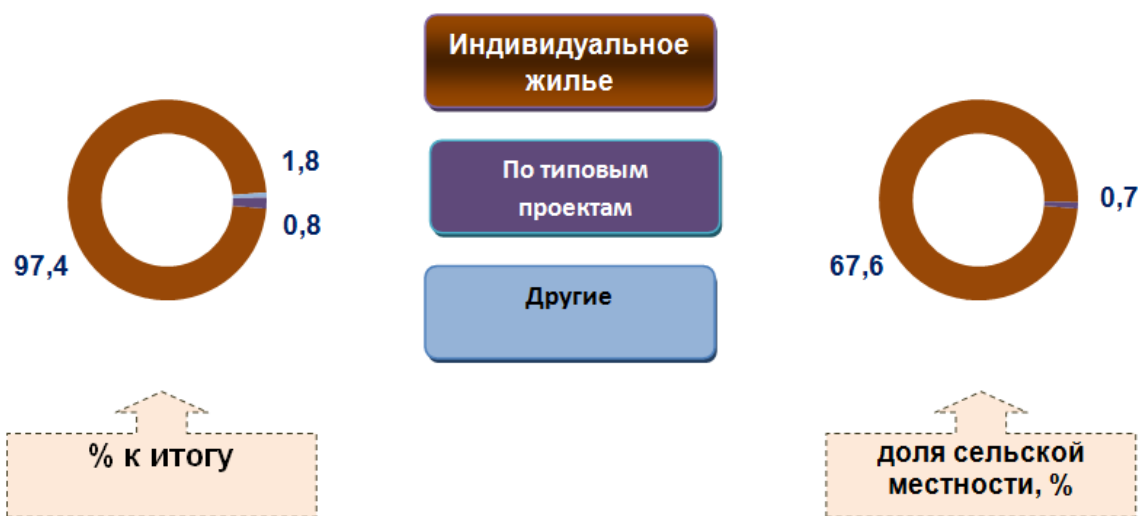 Индивидуальное
жилье
1,8
По типовым
проектам
0,7
0,8
97,4
67,6
Другие
% к итогу
доля сельской
местности, %